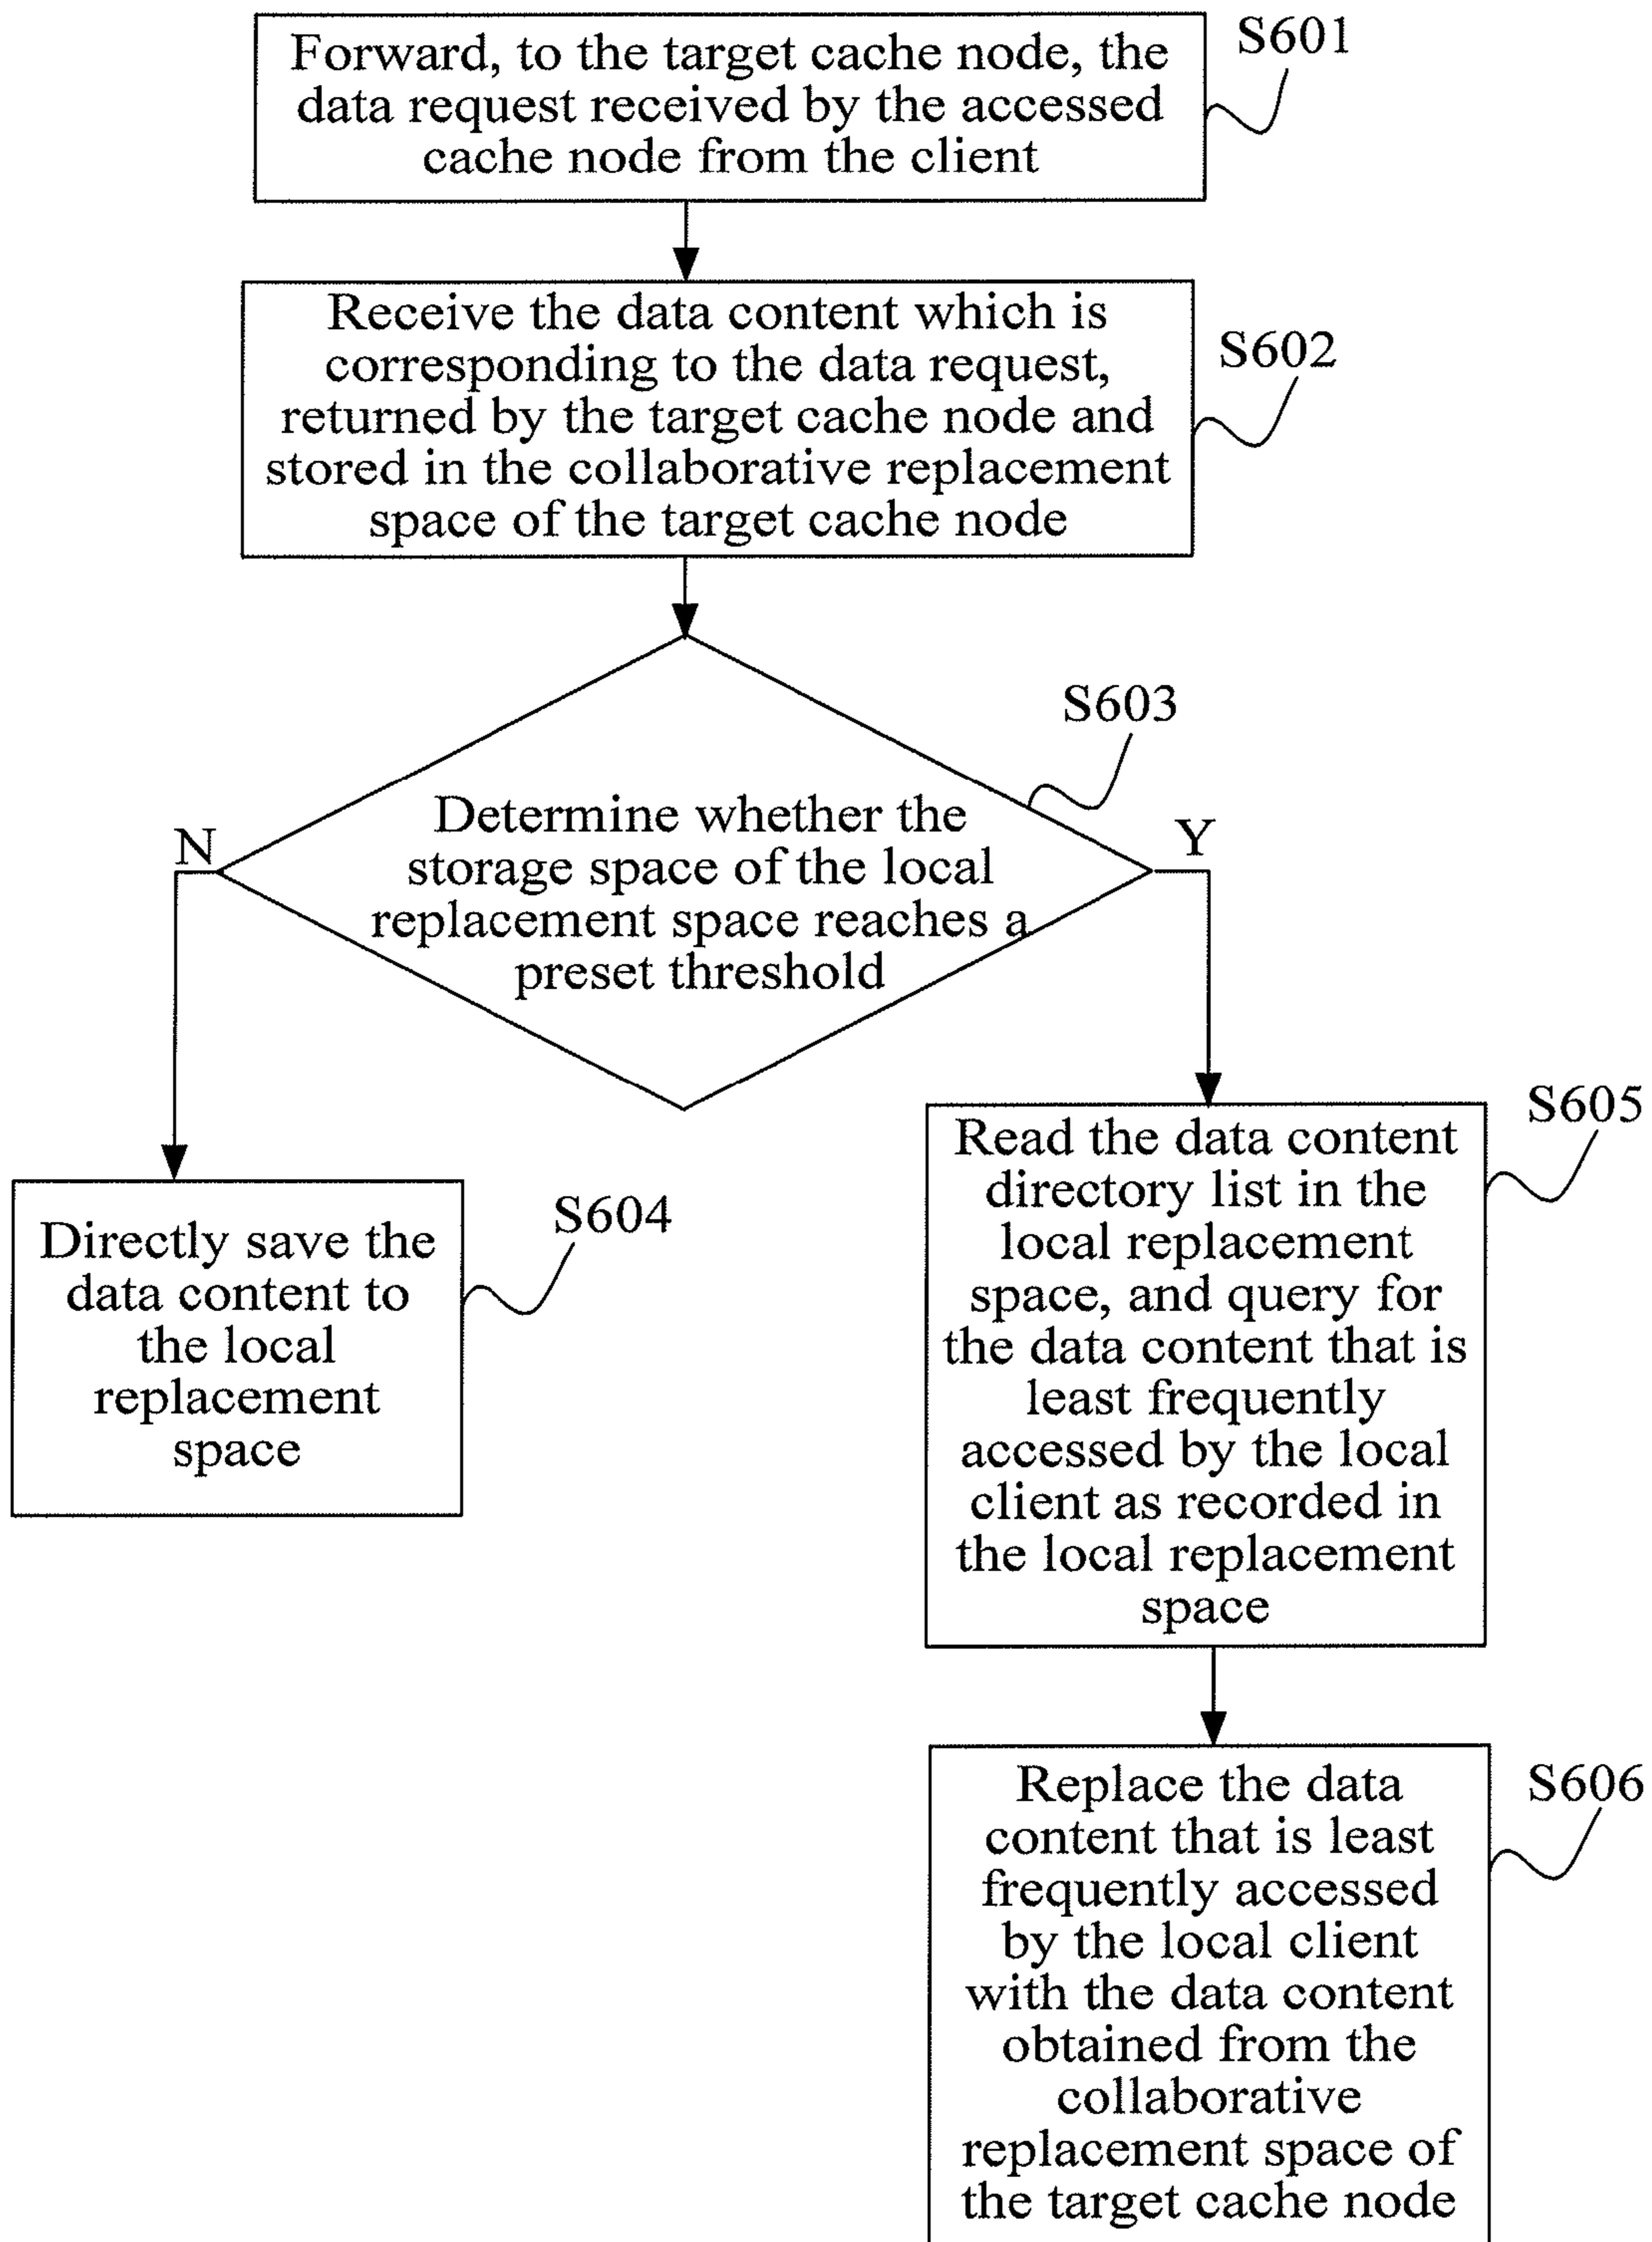 Forward, to the target cache node, the
data request received by the accessed
cache node from the client
S601
Receive the data content which is
corresponding to the data request,
returned by the target cache node and
stored in the collaborative replacement
space of the target cache node
S602
S603
Determine whether the
storage space of the local
replacement space reaches a
preset threshold
N
Y
Directly save the
data content to
the local
replacement
space
S604
Read the data content
directory list in the
local replacement
space, and query for
the data content that is
least frequently
accessed by the local
client as recorded in
the local replacement
space
S605
Replace the data
content that is least
frequently accessed
by the local client
with the data content
obtained from the
collaborative
replacement space of
the target cache node
S606